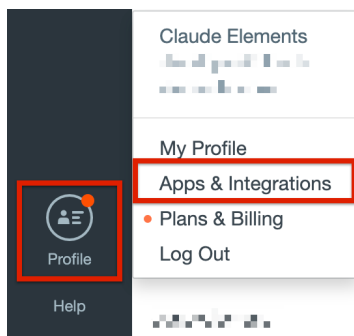 Claude Elements
My Profile
Apps & Integrations
Plans & Billing
Log Out
Profile
Help